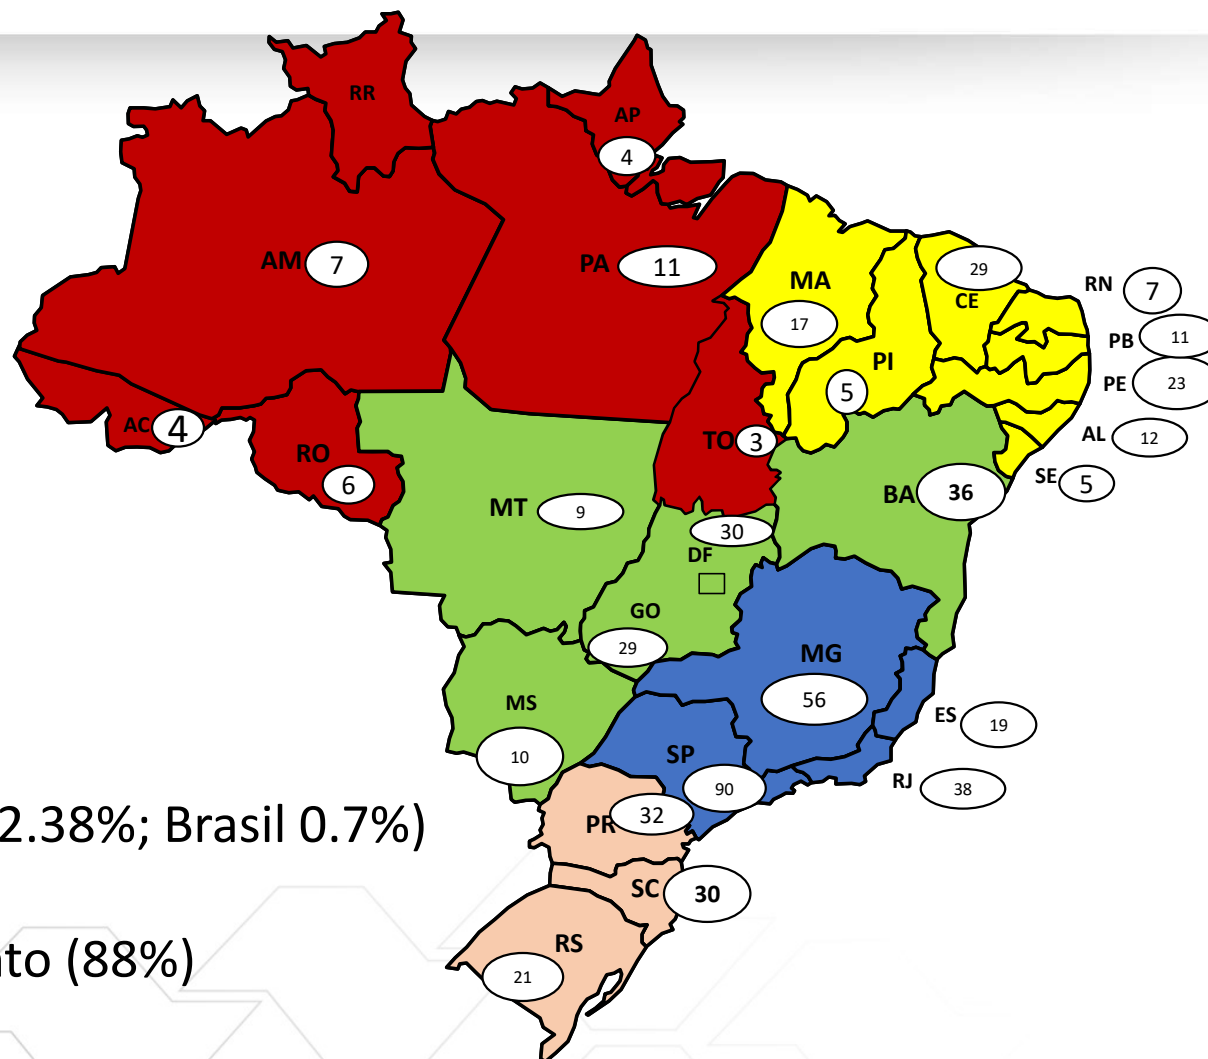 RR
AP
4
AM 7
PA 11
MA
17
29
CE
RN 7
PB 11
PI
5
PE 23
AC 4
TO 3
AL 12
RO
6
SE 5
BA 36
MT 9
30
DF
GO
29
MG
56
MS
10
ES 19
SP
90
RJ 38
2.38%; Brasil 0.7%)
PR 32
SC 30
RS
21
to (88%)